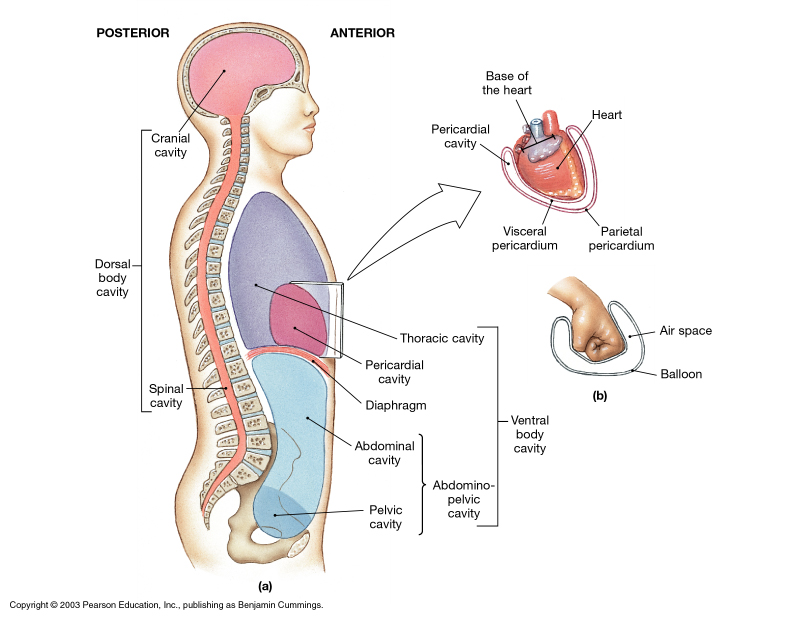 POSTERIOR
ANTERIOR
Cranial
cavity
Dorsal
body
cavity
Spinal
cavity
Base of
the heart
Heart
Pericardial
cavity
Visceral
pericardium
Parietal
pericardium
Thoracic cavity
Pericardial
cavity
Diaphragm
Abdominal
cavity
Pelvic
cavity
Abdomino-
pelvic
cavity
Ventral
body
cavity
Air space
Balloon
(b)
(a)
Copyright © 2003 Pearson Education, Inc., publishing as Benjamin Cummings.